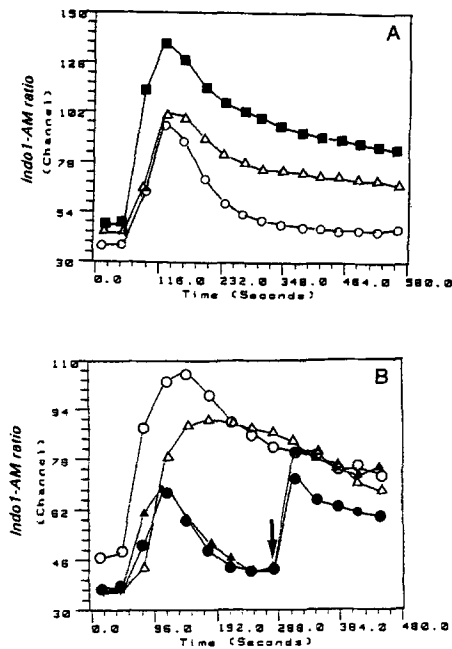 150
A
126
102
78
54
30
Indo1-AM ratio
(Channel)
0.0 116.0 232.0 348.0 464.0 580.0
Time (Seconds)
110
B
94
78
62
46
30
Indo1-AM ratio
(Channel)
0.0 96.0 192.0 288.0 384.0 480.0
Time (Seconds)